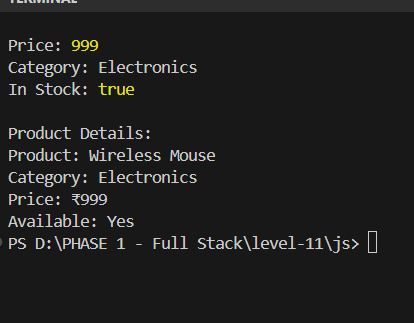 TERMINAL
Price: 999
Category: Electronics
In Stock: true
Product Details:
Product: Wireless Mouse
Category: Electronics
Price: ₹999
Available: Yes
PS D:\PHASE 1 - Full Stack\level-11\js>